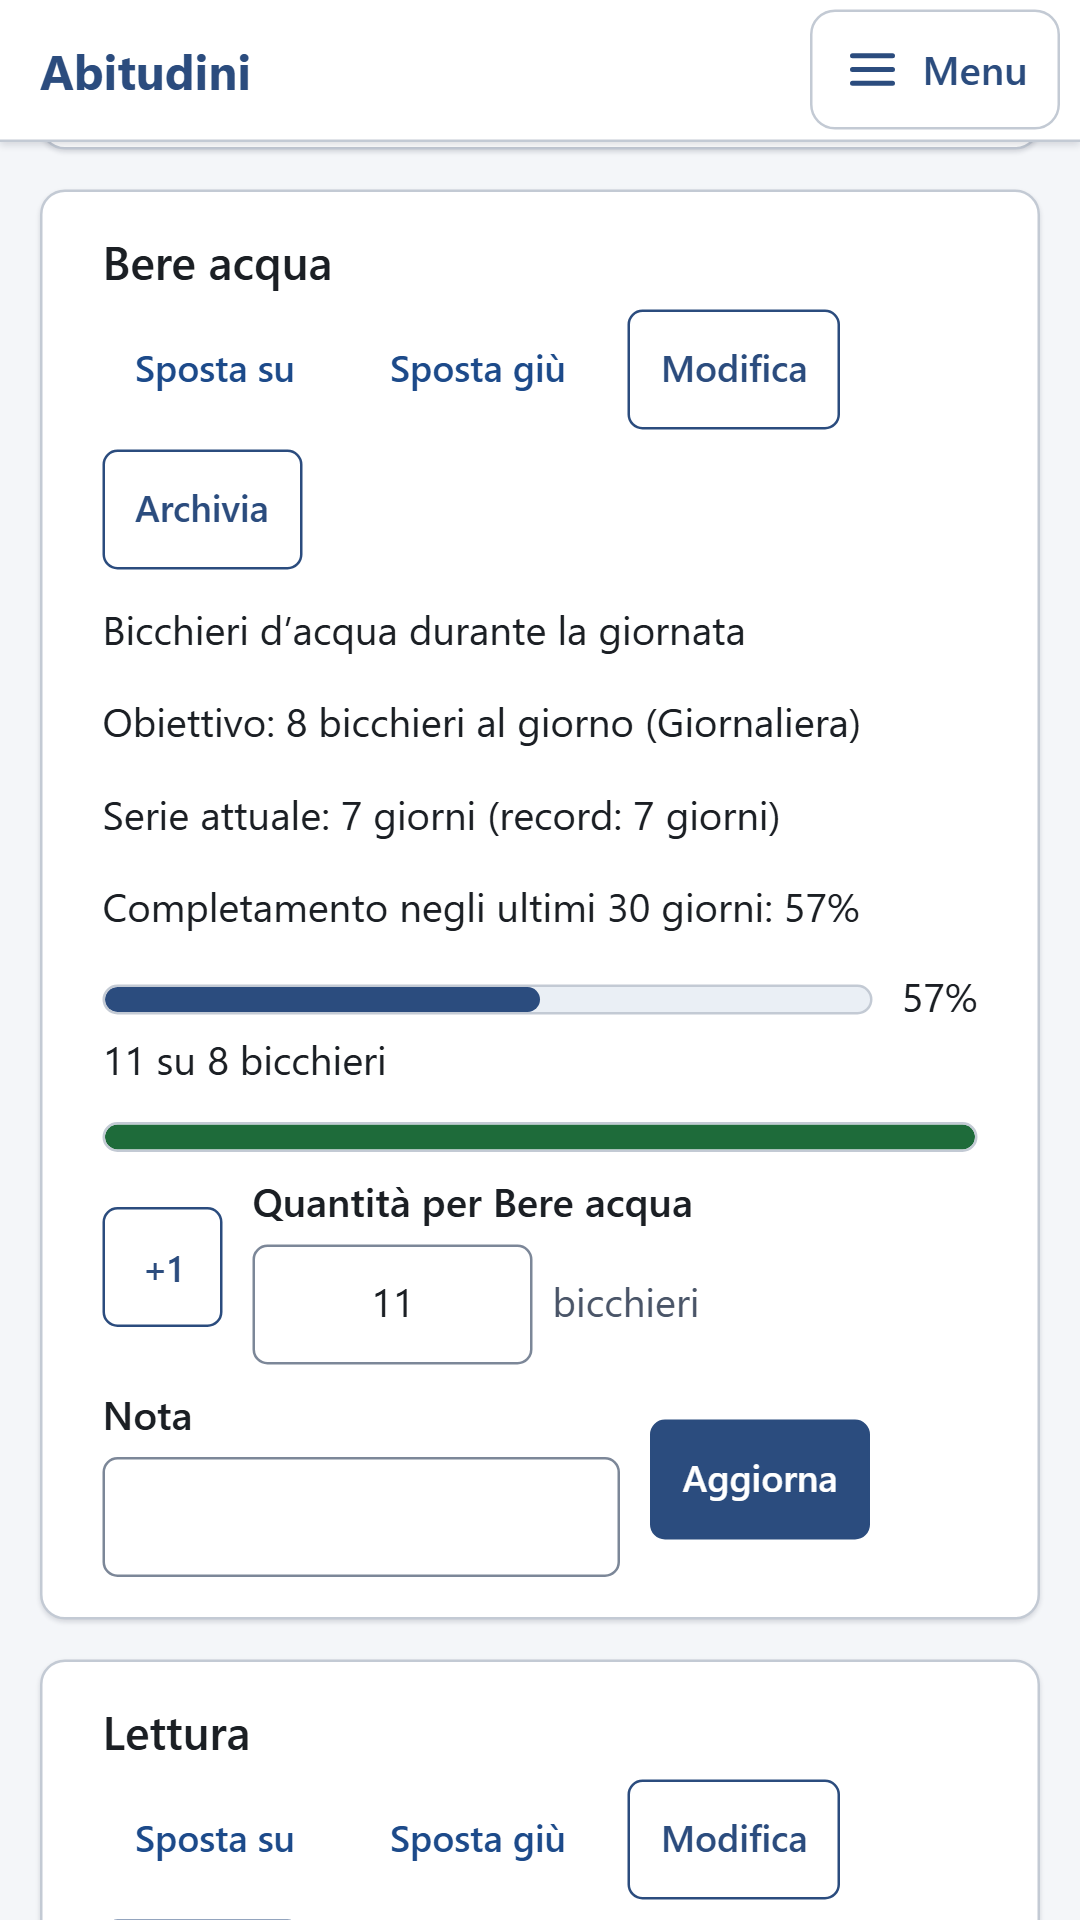 Abitudini
Menu
Bere acqua
Sposta su
Sposta giù
Modifica
Archivia
Bicchieri d’acqua durante la giornata
Obiettivo: 8 bicchieri al giorno (Giornaliera)
Serie attuale: 7 giorni (record: 7 giorni)
Completamento negli ultimi 30 giorni: 57%
57%
11 su 8 bicchieri
Quantità per Bere acqua
+1
11
bicchieri
Nota
Aggiorna
Lettura
Sposta su
Sposta giù
Modifica